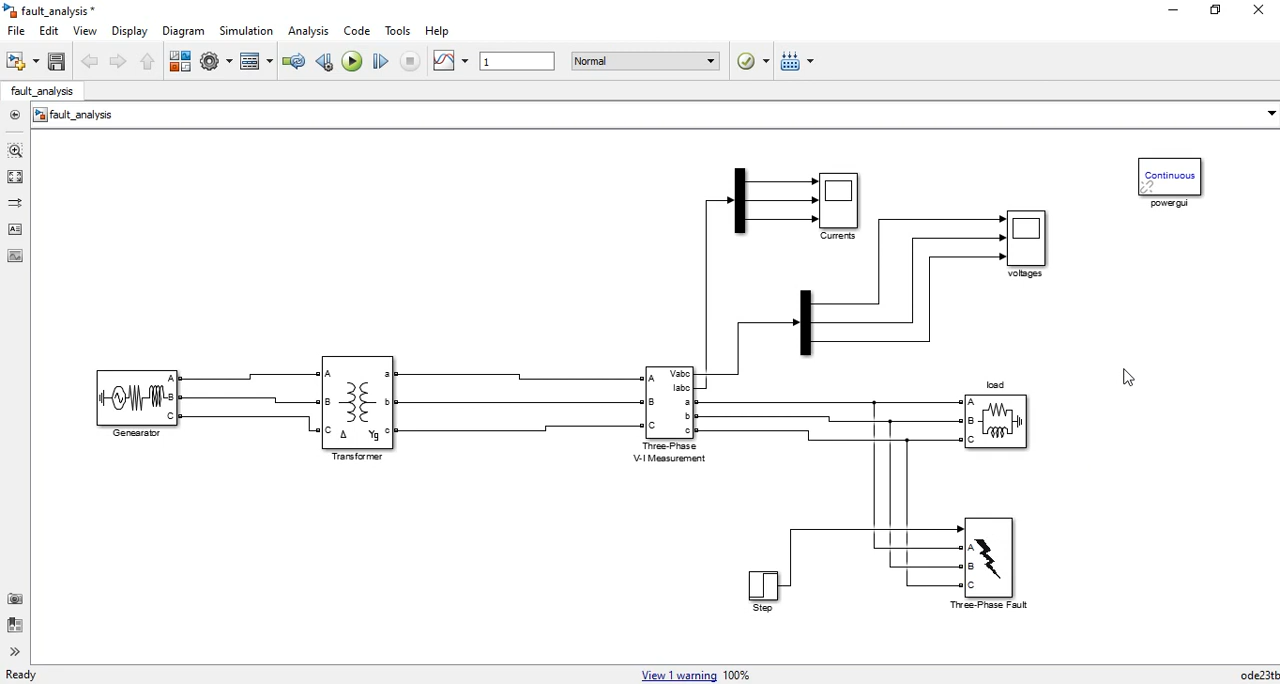 fault_analysis *
File Edit View Display Diagram Simulation Analysis Code Tools Help
1 Normal
fault_analysis
fault_analysis
Continuous
powergui
Currents
voltages
A B C
Genearator
A B C a b c
Δ Yg
Transformer
A B C Vabc Iabc a b c
Three-Phase
V-I Measurement
load
A
B
C
Step
A
B
C
Three-Phase Fault
Ready View 1 warning 100% ode23tb